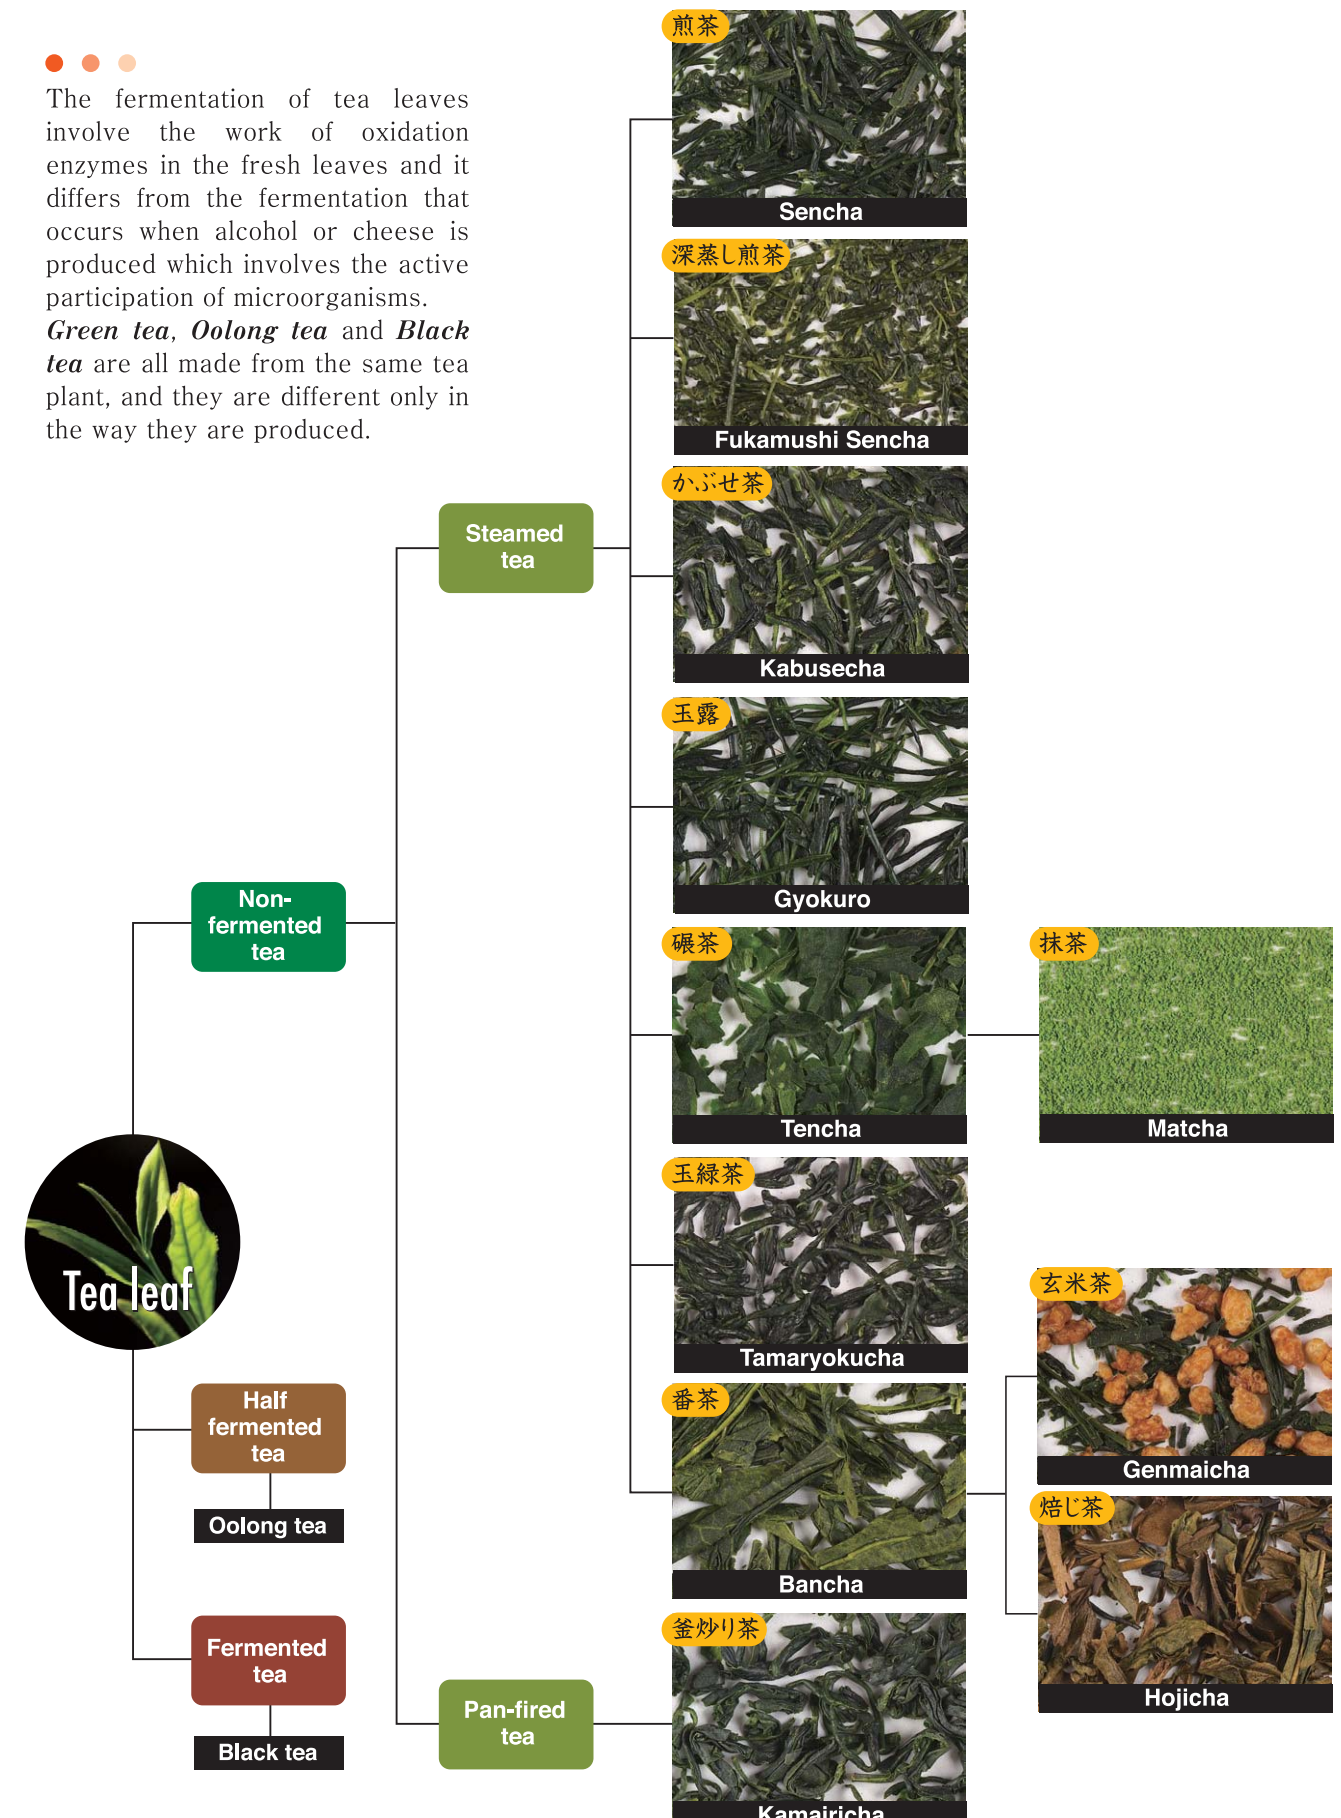 The fermentation of tea leaves
involve the work of oxidation
enzymes in the fresh leaves and it
differs from the fermentation that
occurs when alcohol or cheese is
produced which involves the active
participation of microorganisms.
Green tea, Oolong tea and Black
tea are all made from the same tea
plant, and they are different only in
the way they are produced.
Tea leaf
Non-
fermented
tea
Half
fermented
tea
Oolong tea
Fermented
tea
Black tea
Steamed
tea
Pan-fired
tea
煎茶
Sencha
深蒸し煎茶
Fukamushi Sencha
かぶせ茶
Kabusecha
玉露
Gyokuro
碾茶
Tencha
抹茶
Matcha
玉緑茶
Tamaryokucha
番茶
Bancha
玄米茶
Genmaicha
焙じ茶
Hojicha
釜炒り茶
Kamairicha